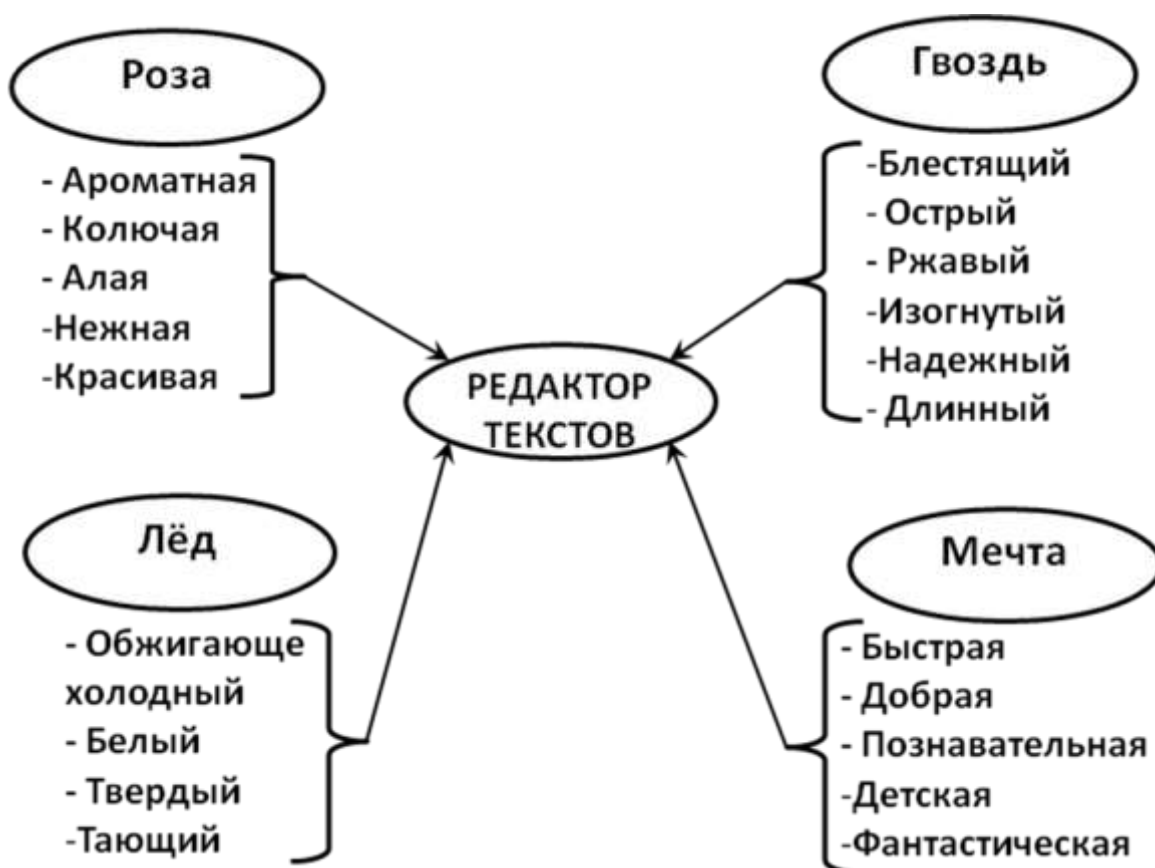 Роза
- Ароматная
- Колючая
- Алая
-Нежная
-Красивая
Гвоздь
-Блестящий
- Острый
- Ржавый
-Изогнутый
-Надежный
- Длинный
РЕДАКТОР
ТЕКСТОВ
Лёд
- Обжигающе
холодный
- Белый
- Твердый
-Тающий
Мечта
- Быстрая
- Добрая
- Познавательная
-Детская
-Фантастическая